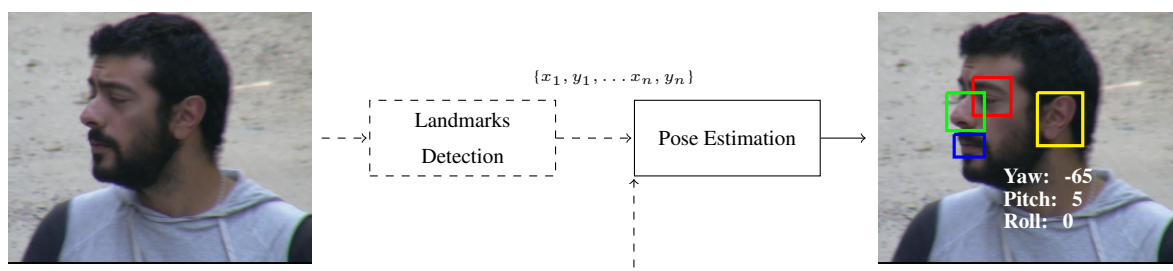 {x₁, y₁, . . . xₙ, yₙ}
Landmarks
Detection
Pose Estimation
Yaw: -65
Pitch: 5
Roll: 0